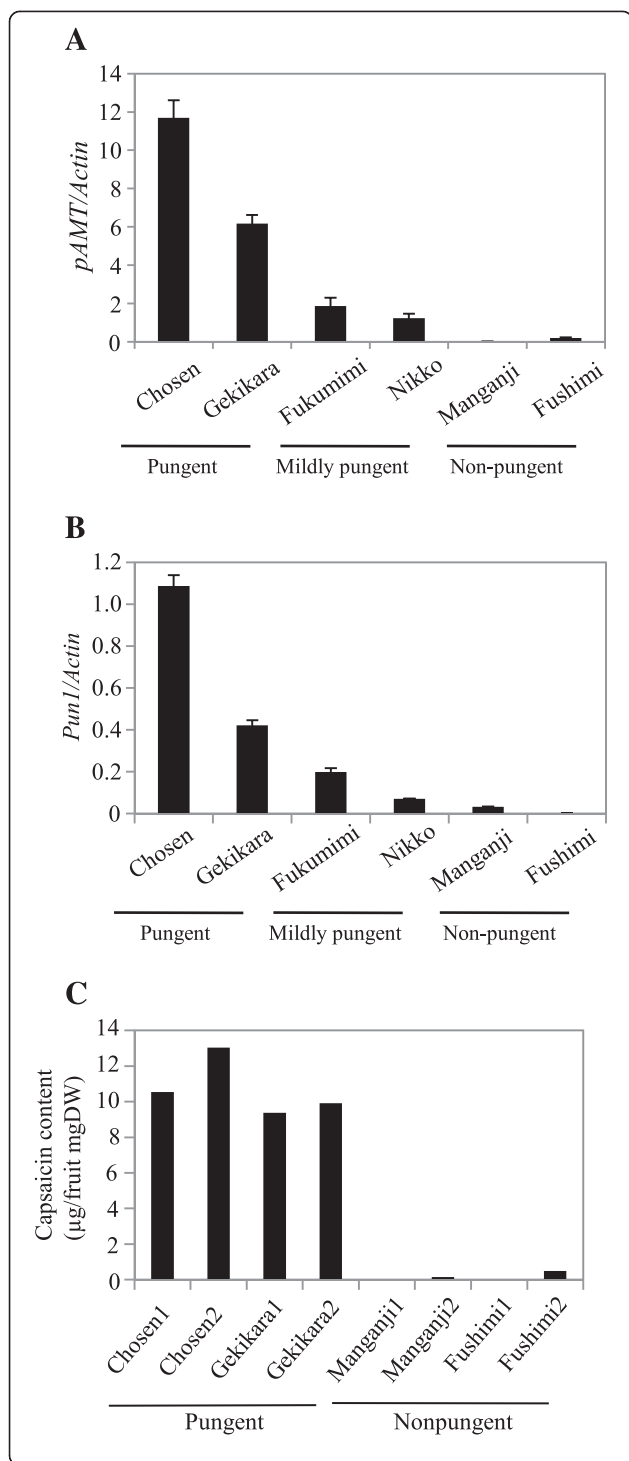 A
pAMT/Actin
14
12
10
8
6
4
2
0
Chosen
Gekikara
Fukumimi
Nikko
Manganji
Fushimi
Pungent
Mildly pungent
Non-pungent
B
Pun1/Actin
1.2
1.0
0.8
0.6
0.4
0.2
0
Chosen
Gekikara
Fukumimi
Nikko
Manganji
Fushimi
Pungent
Mildly pungent
Non-pungent
C
Capsaicin content
(µg/fruit mgDW)
14
12
10
8
6
4
2
0
Chosen1
Chosen2
Gekikara1
Gekikara2
Manganji1
Manganji2
Fushimi1
Fushimi2
Pungent
Nonpungent